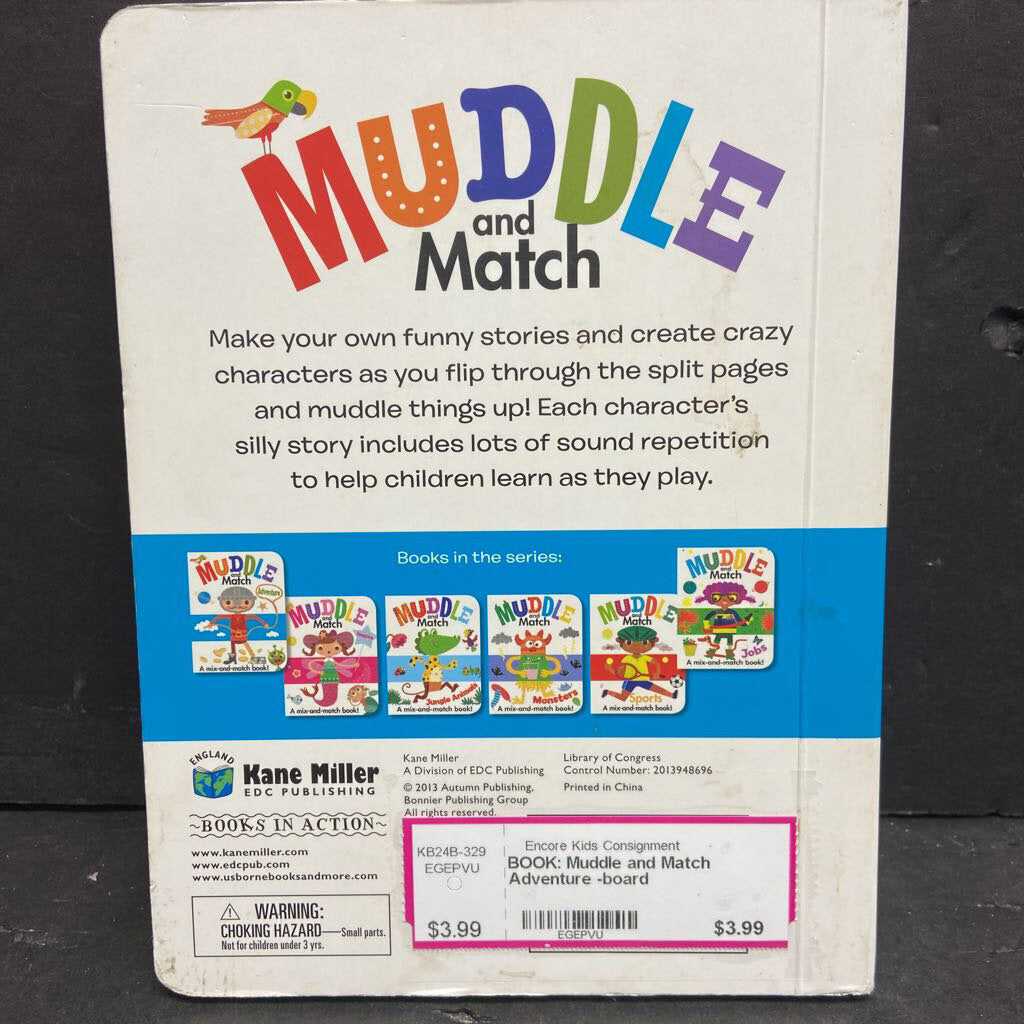 MUDDLE
and
Match
Make your own funny stories and create crazy
characters as you flip through the split pages
and muddle things up! Each character's
silly story includes lots of sound repetition
to help children learn as they play.
Books in the series:
MUDDLE
and
Match
Adventure
A mix-and-match book!
MUDDLE
and
Match
A mix-and-match book!
MUDDLE
and
Match
Jungle Animals
A mix-and-match book!
MUDDLE
and
Match
Monsters
A mix-and-match book!
MUDDLE
and
Match
Sports
A mix-and-match book!
MUDDLE
and
Match
Jobs
A mix-and-match book!
ENGLAND
Kane Miller
EDC PUBLISHING
BOOKS IN ACTION
www.kanemiller.com
www.edcpub.com
www.usbornebooksandmore.com
WARNING:
CHOKING HAZARD—Small parts.
Not for children under 3 yrs.
Kane Miller
A Division of EDC Publishing
© 2013 Autumn Publishing,
Bonnier Publishing Group
All rights reserved.
Library of Congress
Control Number: 2013948696
Printed in China
KB24B-329
EGEPVU
$3.99
Encore Kids Consignment
BOOK: Muddle and Match
Adventure -board
EGEPVU
$3.99